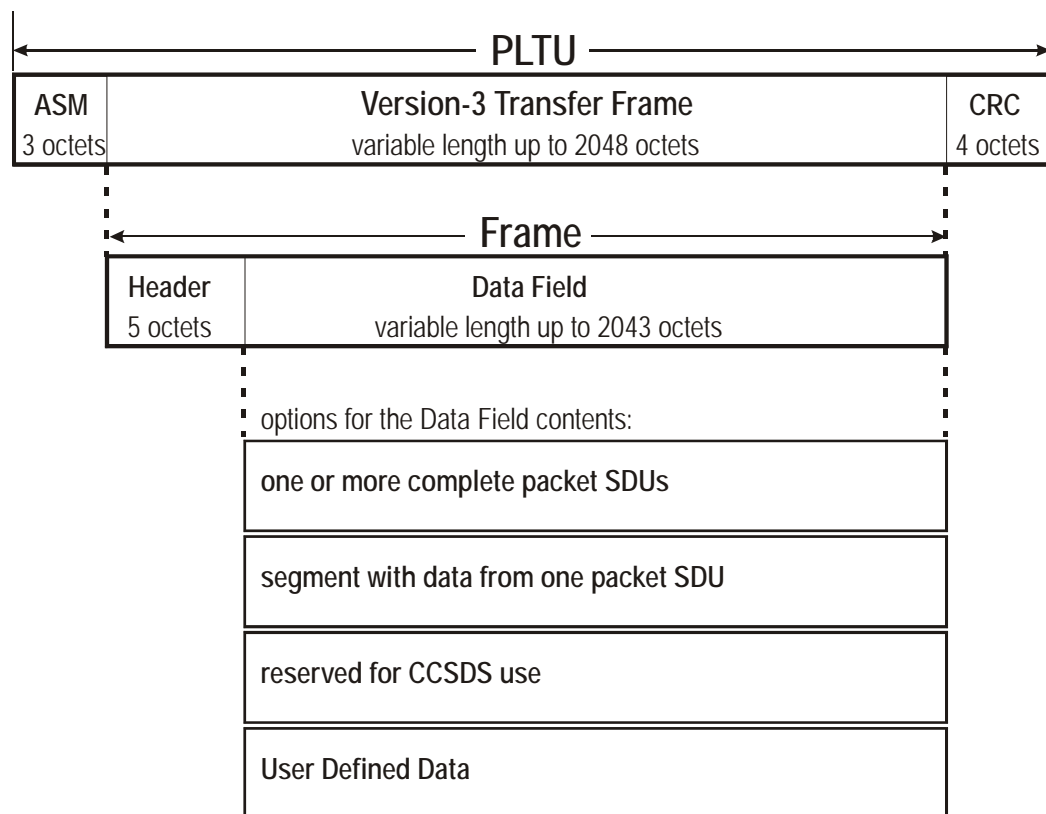 PLTU
ASM
3 octets
Version-3 Transfer Frame
variable length up to 2048 octets
CRC
4 octets
Frame
Header
5 octets
Data Field
variable length up to 2043 octets
options for the Data Field contents:
one or more complete packet SDUs
segment with data from one packet SDU
reserved for CCSDS use
User Defined Data